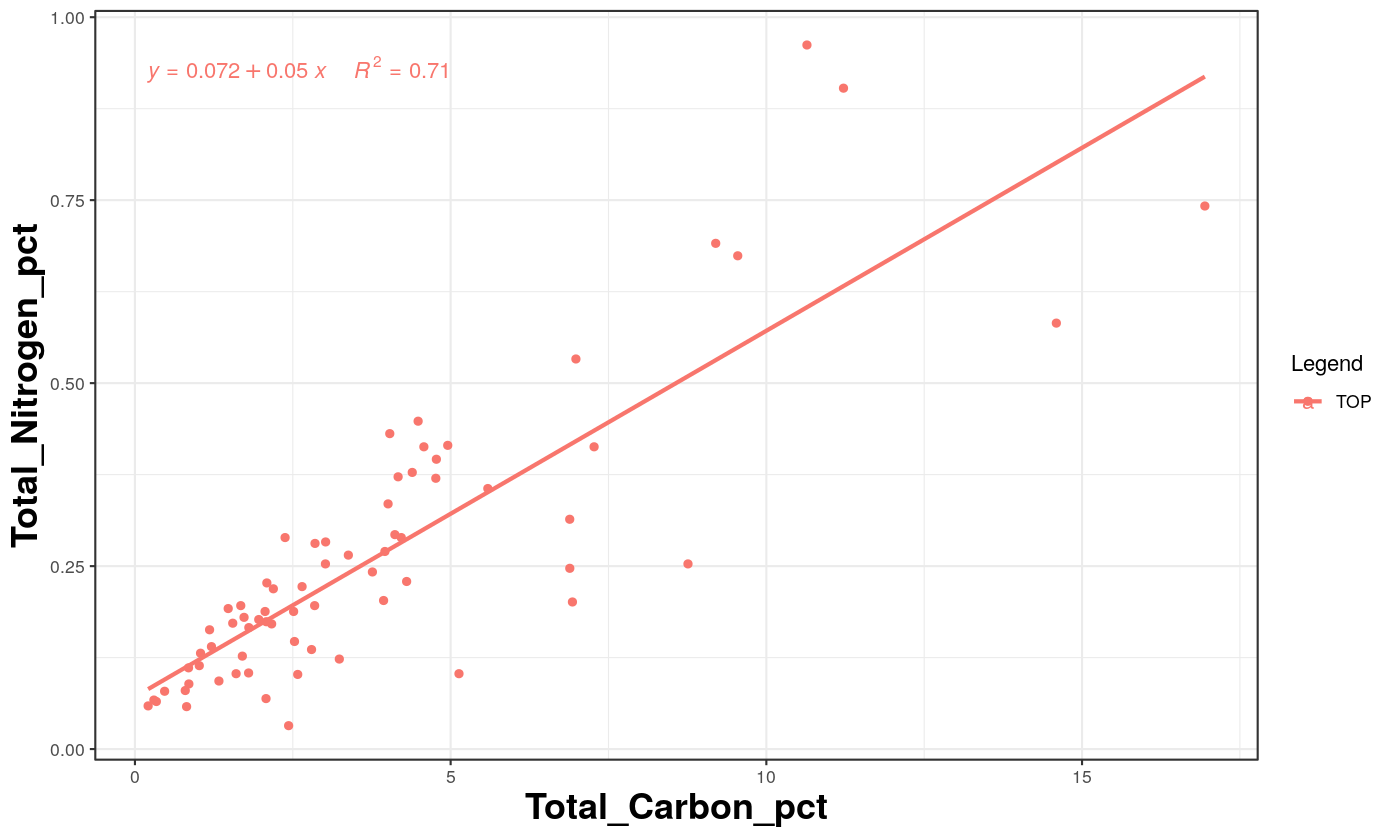 1.00
0.75
0.50
0.25
0.00
Total_Nitrogen_pct
y = 0.072 + 0.05 x R² = 0.71
0 5 10 15
Total_Carbon_pct
Legend
a TOP